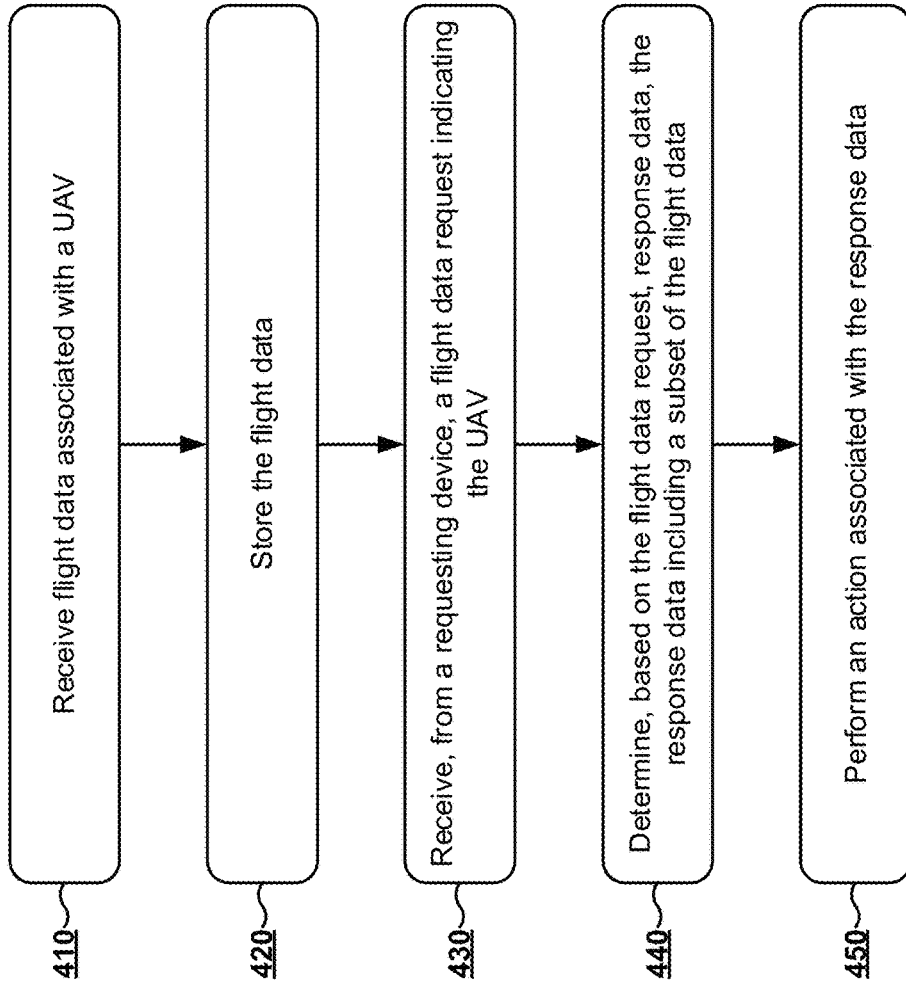 410
Receive flight data associated with a UAV
420
Store the flight data
430
Receive, from a requesting device, a flight data request indicating
the UAV
440
Determine, based on the flight data request, response data, the
response data including a subset of the flight data
450
Perform an action associated with the response data